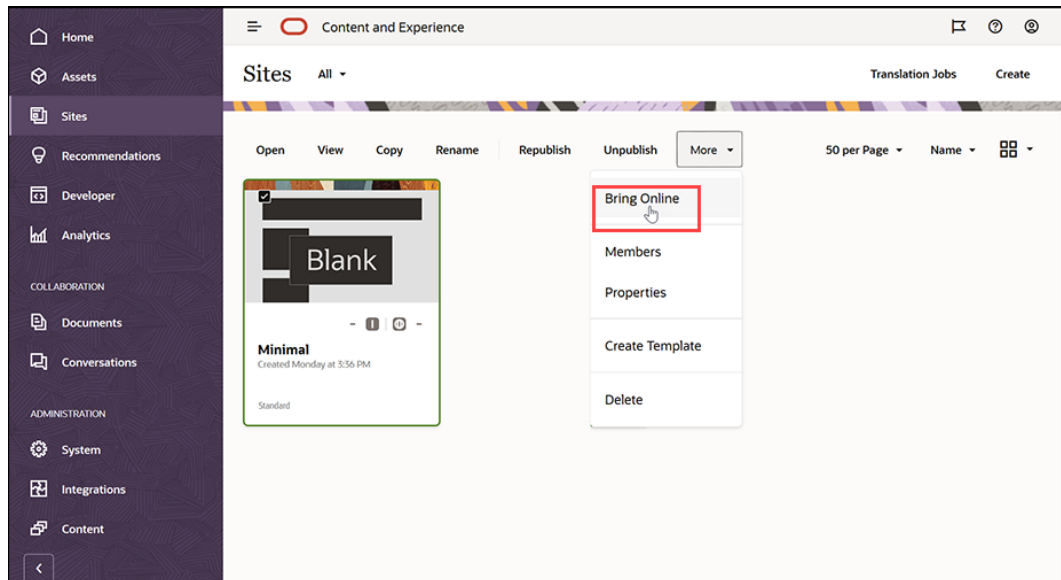 Home
Assets
Sites
Recommendations
Developer
Analytics
COLLABORATION
Documents
Conversations
ADMINISTRATION
System
Integrations
Content
Content and Experience
Sites All
Translation Jobs Create
Open View Copy Rename Republish Unpublish More 50 per Page Name
Bring Online
Members
Properties
Create Template
Delete
Blank
Minimal
Created Monday at 3:36 PM
Standard